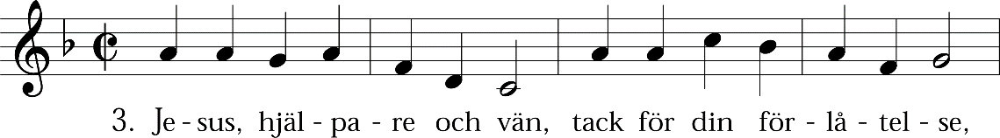 3. Je - sus, hjäl - pa - re och vän, tack för din för - lå - tel - se,